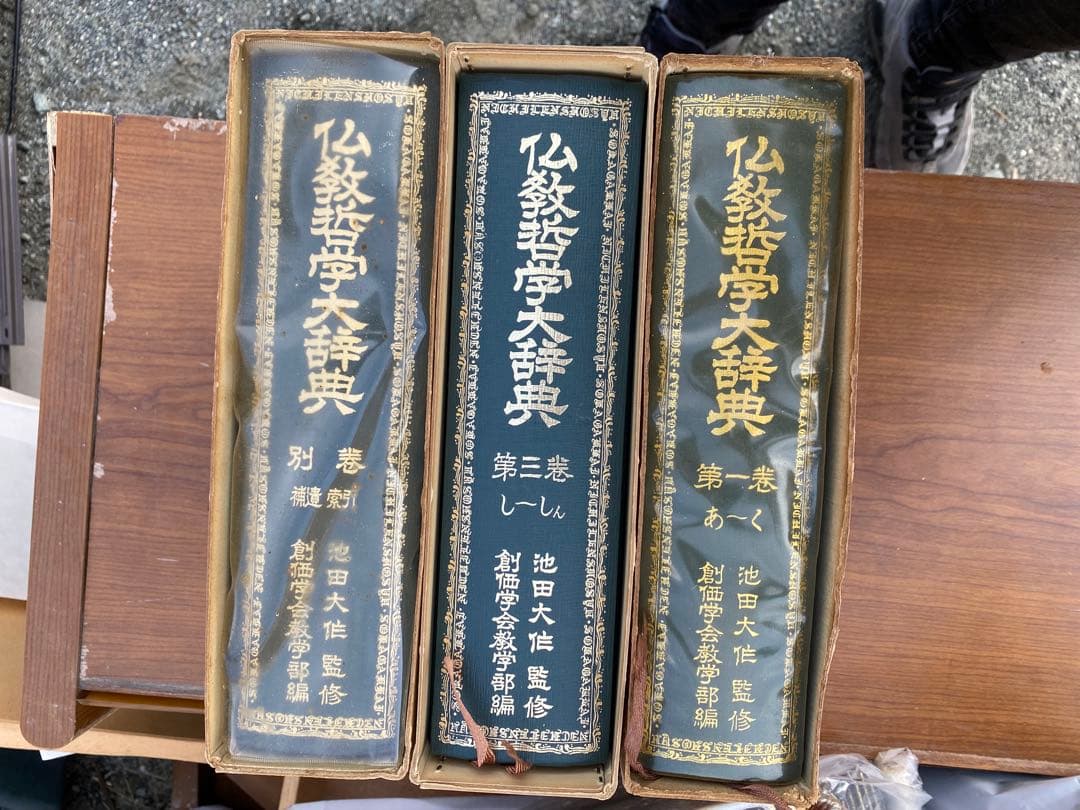 仏教哲学大辞典
別巻
補遺 索引
池田大作 監修
創価学会教学部編
仏教哲学大辞典
第三巻
し〜しん
池田大作 監修
創価学会教学部編
仏教哲学大辞典
第一巻
あ〜く
池田大作 監修
創価学会教学部編